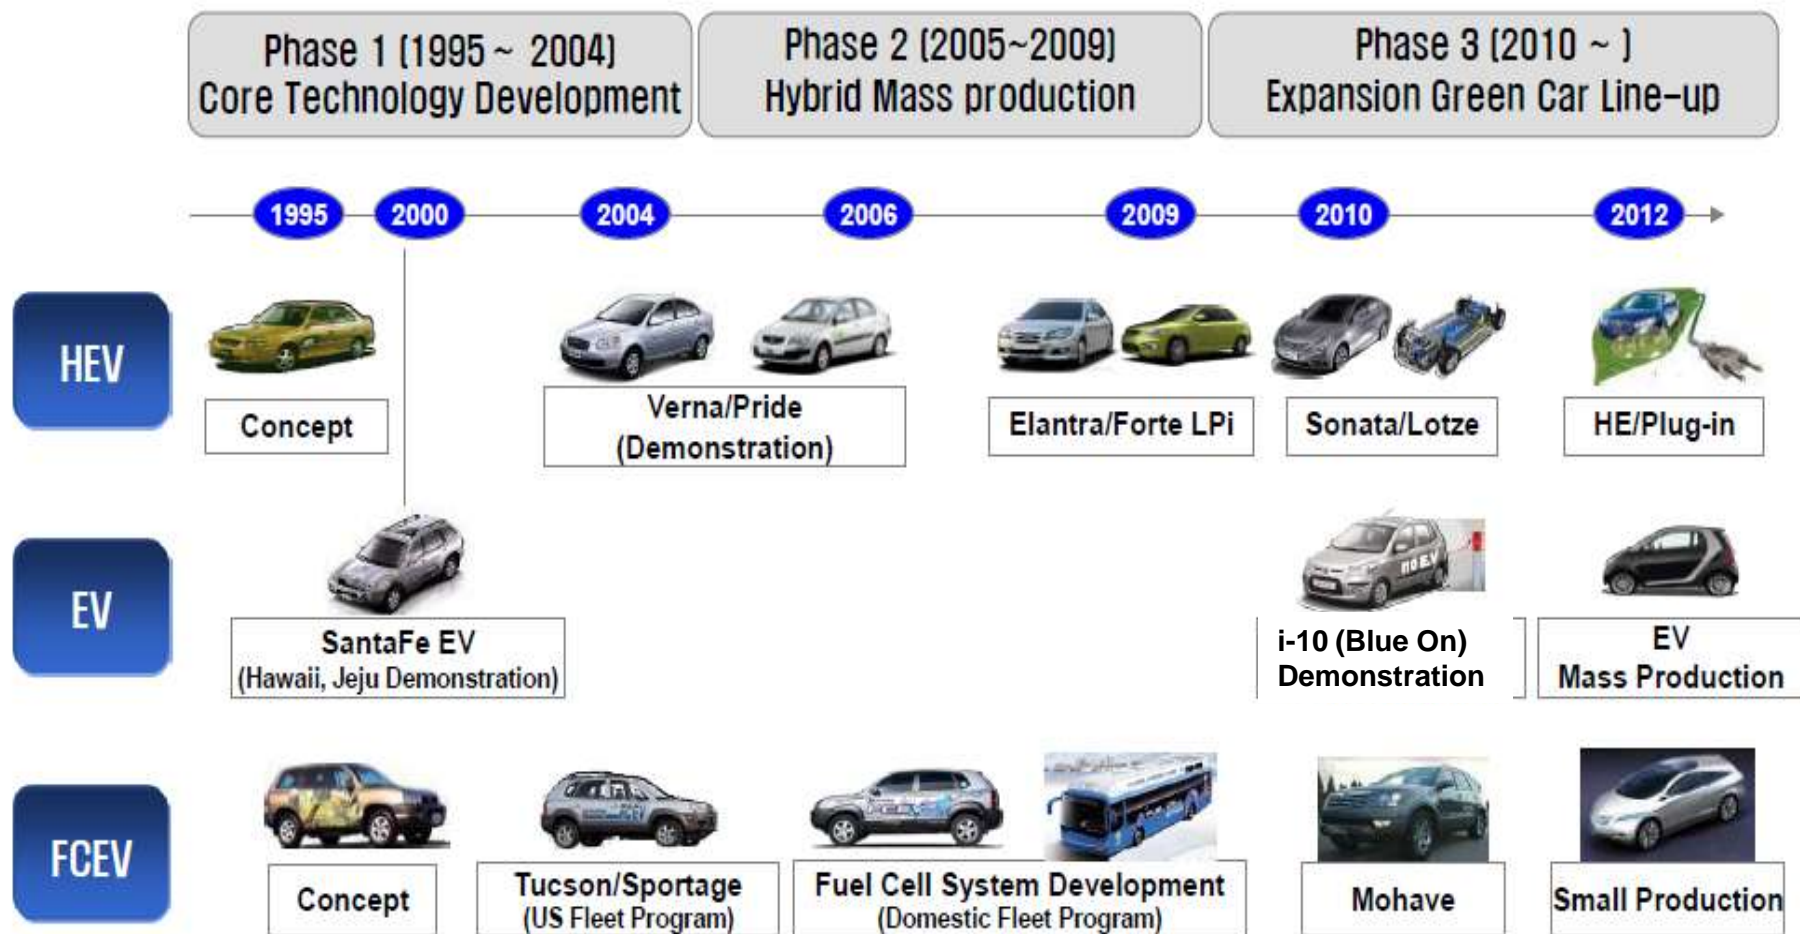 Phase 1 (1995 ~ 2004)
Core Technology Development
Phase 2 (2005~2009)
Hybrid Mass production
Phase 3 (2010 ~ )
Expansion Green Car Line-up
1995
2000
2004
2006
2009
2010
2012
HEV
Concept
Verna/Pride
(Demonstration)
Elantra/Forte LPi
Sonata/Lotze
HE/Plug-in
EV
SantaFe EV
(Hawaii, Jeju Demonstration)
i10 EV
i-10 (Blue On)
Demonstration
EV
Mass Production
FCEV
Concept
Tucson/Sportage
(US Fleet Program)
Fuel Cell System Development
(Domestic Fleet Program)
Mohave
Small Production